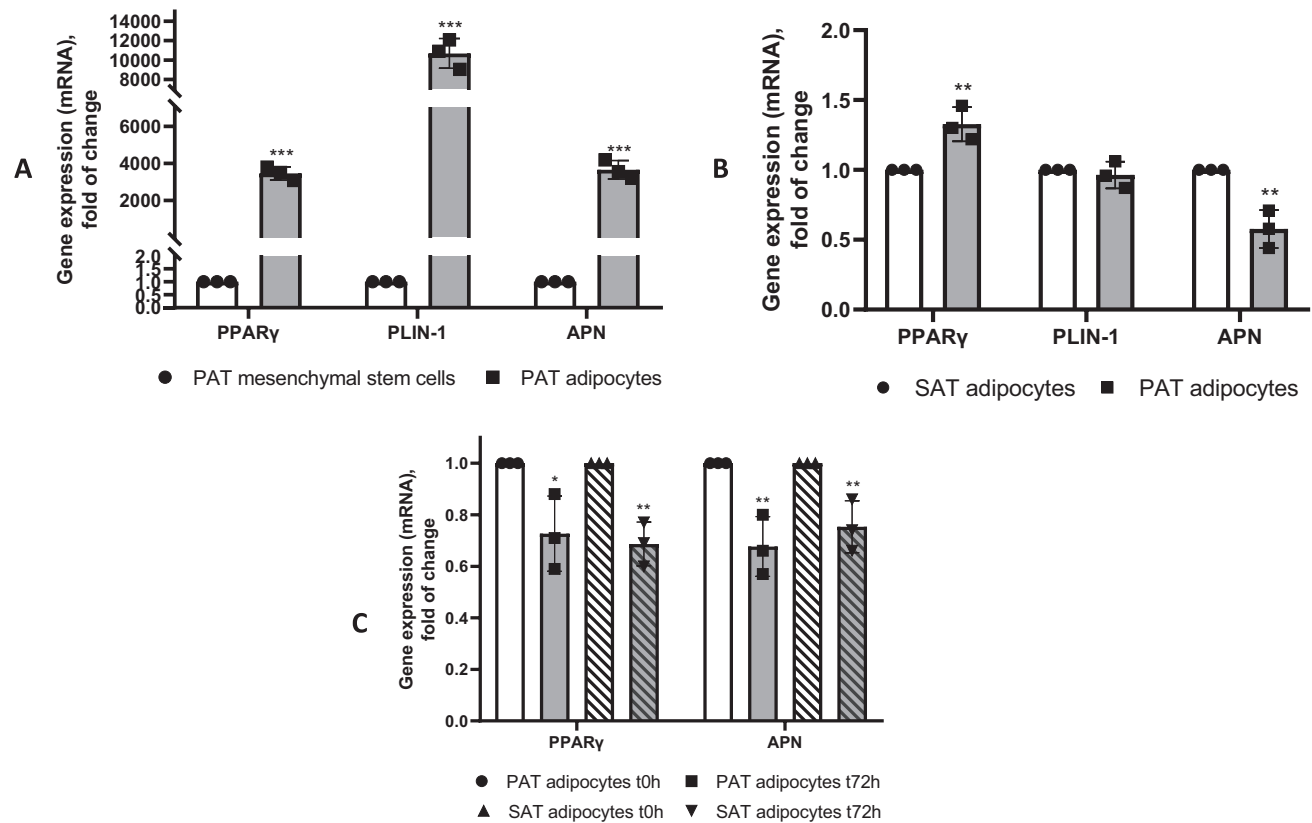 A
Gene expression (mRNA),
fold of change
14000
12000
10000
8000
6000
4000
2000
2.0
1.5
1.0
0.5
0.0
***
***
***
PPARγ PLIN-1 APN
PAT mesenchymal stem cells PAT adipocytes
B
Gene expression (mRNA),
fold of change
2.0
1.5
1.0
0.5
0.0
**
**
PPARγ PLIN-1 APN
SAT adipocytes PAT adipocytes
C
Gene expression (mRNA),
fold of change
1.0
0.8
0.6
0.4
0.2
0.0
*
**
**
**
PPARγ APN
PAT adipocytes t0h PAT adipocytes t72h
SAT adipocytes t0h SAT adipocytes t72h